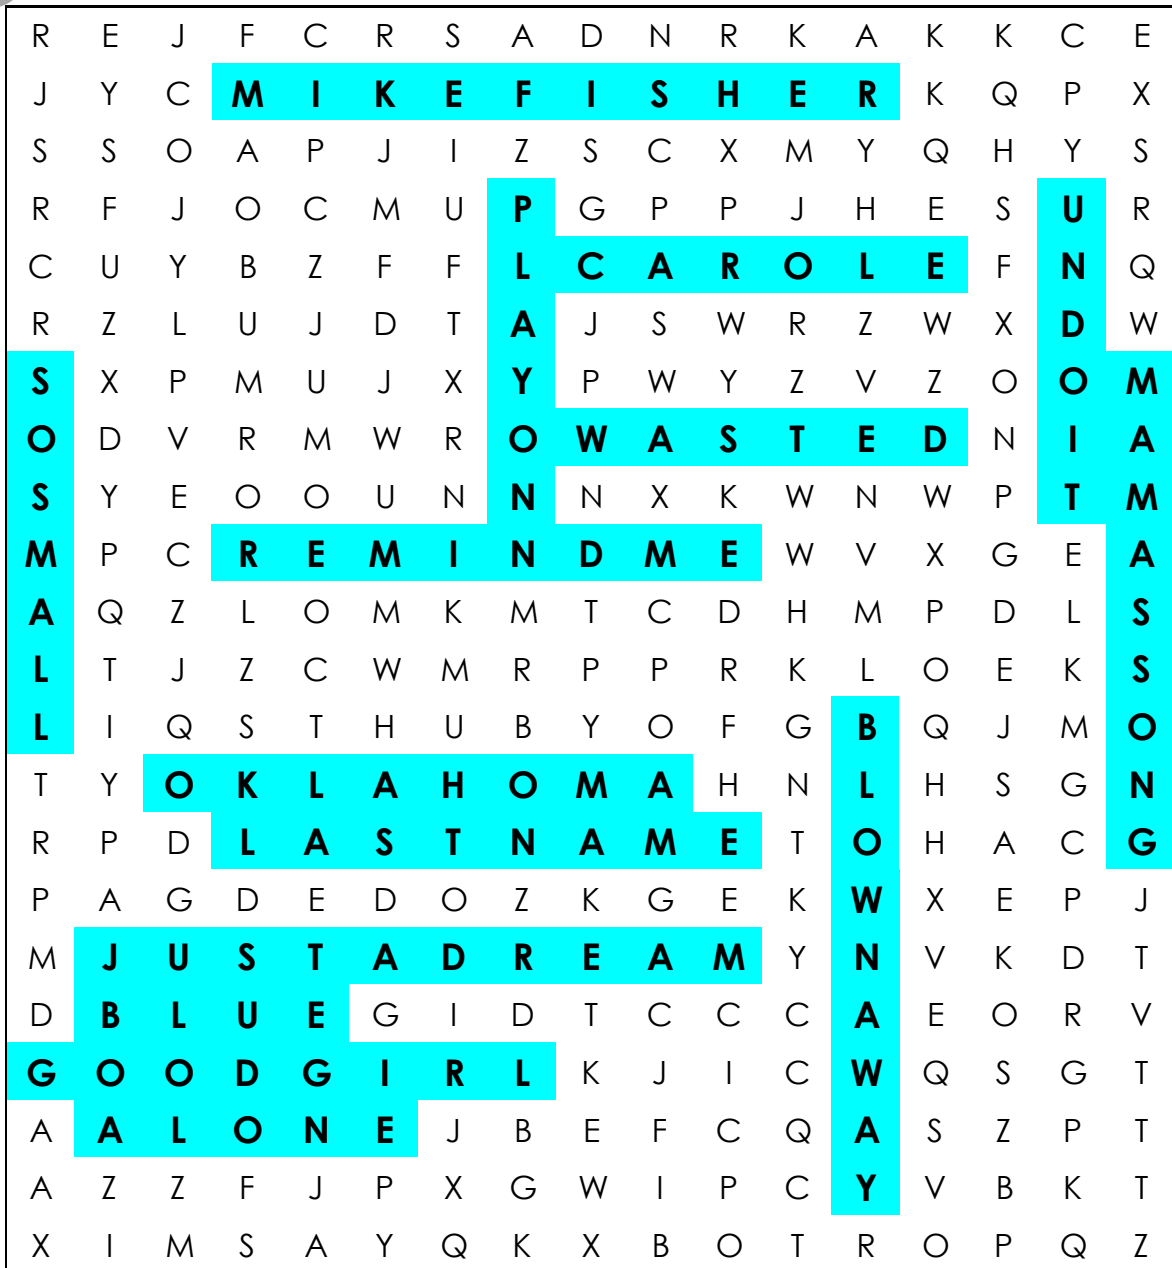 R E J F C R S A D N R K A K K C E
J Y C M I K E F I S H E R K Q P X
S S O A P J I Z S C X M Y Q H Y S
R F J O C M U P G P P J H E S U R
C U Y B Z F F L C A R O L E F N Q
R Z L U J D T A J S W R Z W X D W
S X P M U J X Y P W Y Z V Z O O M
O D V R M W R O W A S T E D N I A
S Y E O O U N N N X K W N W P T M
M P C R E M I N D M E W V X G E A
A Q Z L O M K M T C D H M P D L S
L T J Z C W M R P P R K L O E K S
L I Q S T H U B Y O F G B Q J M O
T Y O K L A H O M A H N L H S G N
R P D L A S T N A M E T O H A C G
P A G D E D O Z K G E K W X E P J
M J U S T A D R E A M Y N V K D T
D B L U E G I D T C C C A E O R V
G O O D G I R L K J I C W Q S G T
A A L O N E J B E F C Q A S Z P T
A Z Z F J P X G W I P C Y V B K T
X I M S A Y Q K X B O T R O P Q Z